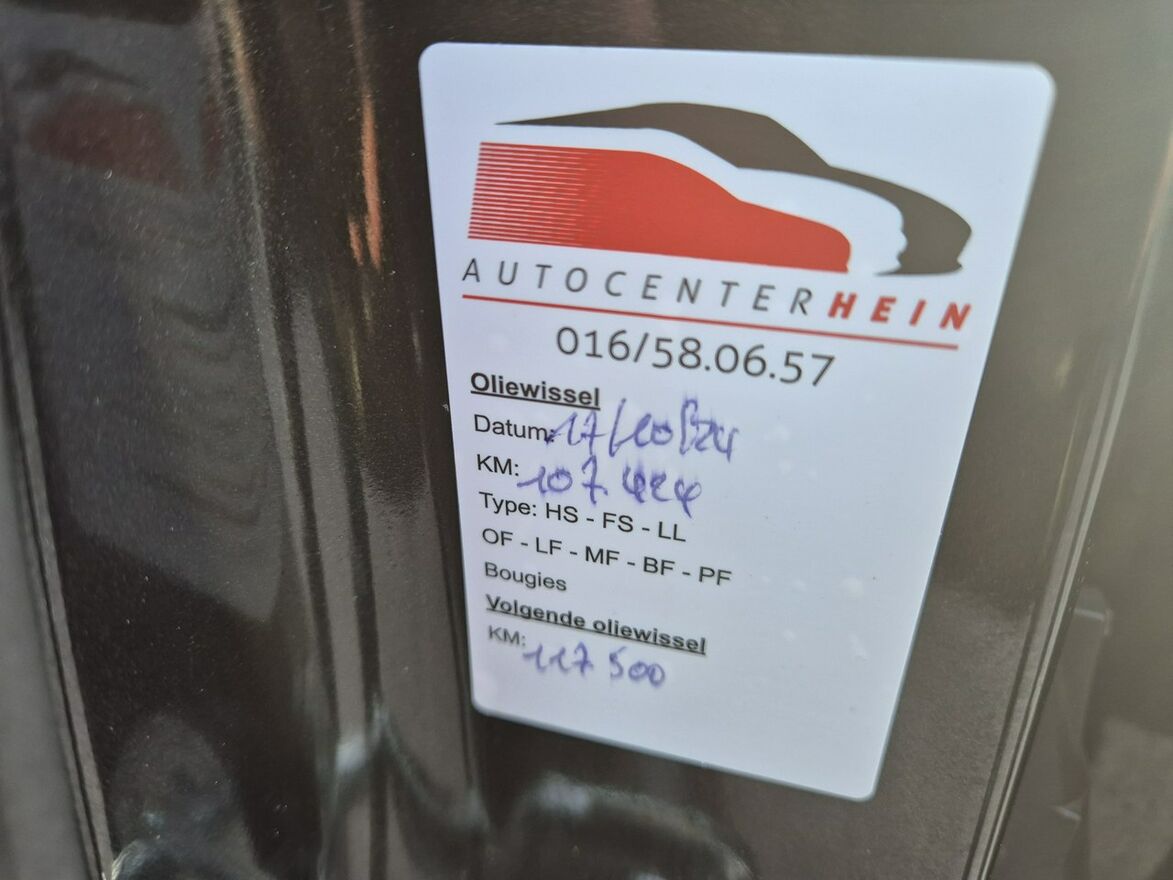 AUTOCENTERHEIN
016/58.06.57
Oliewissel
Datum: 17/10/24
KM: 107.424
Type: HS - FS - LL
OF - LF - MF - BF - PF
Bougies
Volgende oliewissel
KM: 117 500